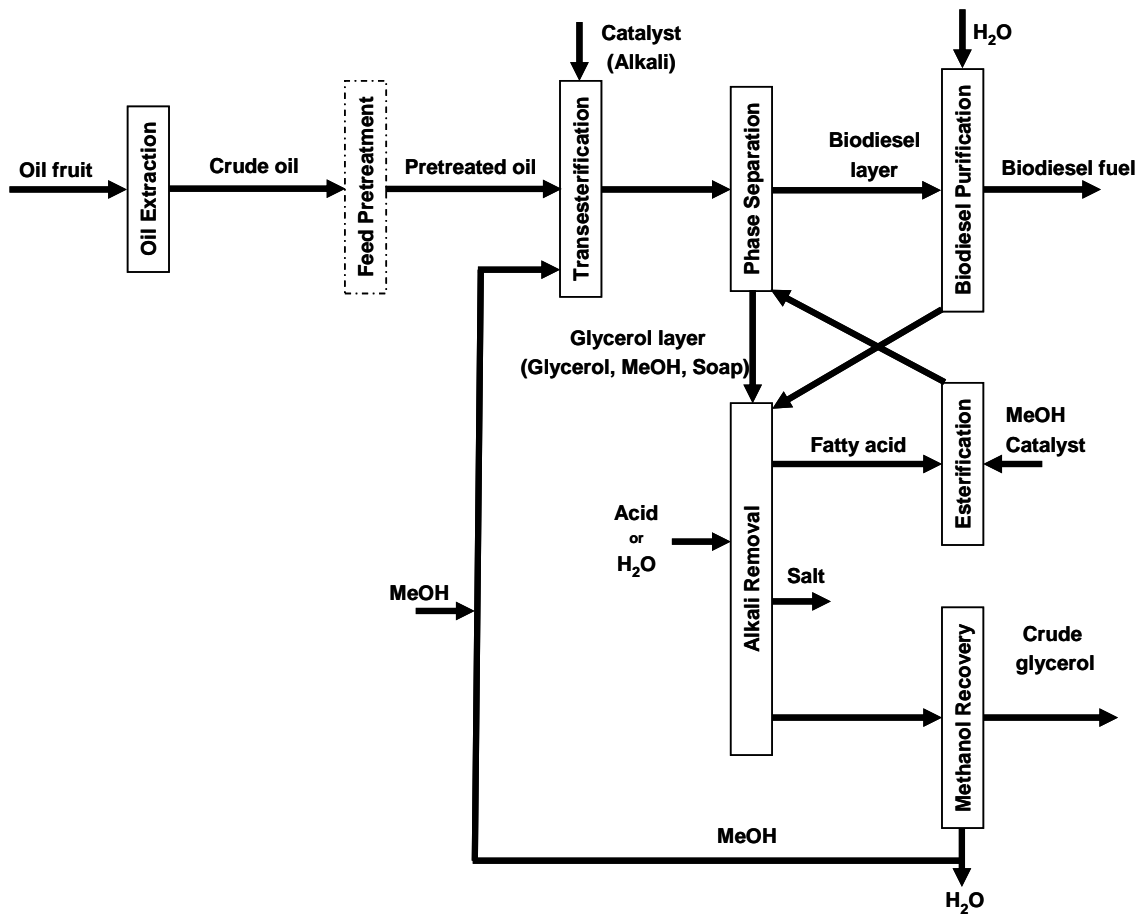 Catalyst
(Alkali)
H₂O
Oil fruit
Oil Extraction
Crude oil
Feed Pretreatment
Pretreated oil
Transesterification
Phase Separation
Biodiesel
layer
Biodiesel Purification
Biodiesel fuel
Glycerol layer
(Glycerol, MeOH, Soap)
Fatty acid
Esterification
MeOH
Catalyst
Acid
or
H₂O
Alkali Removal
Salt
MeOH
Methanol Recovery
Crude
glycerol
MeOH
H₂O